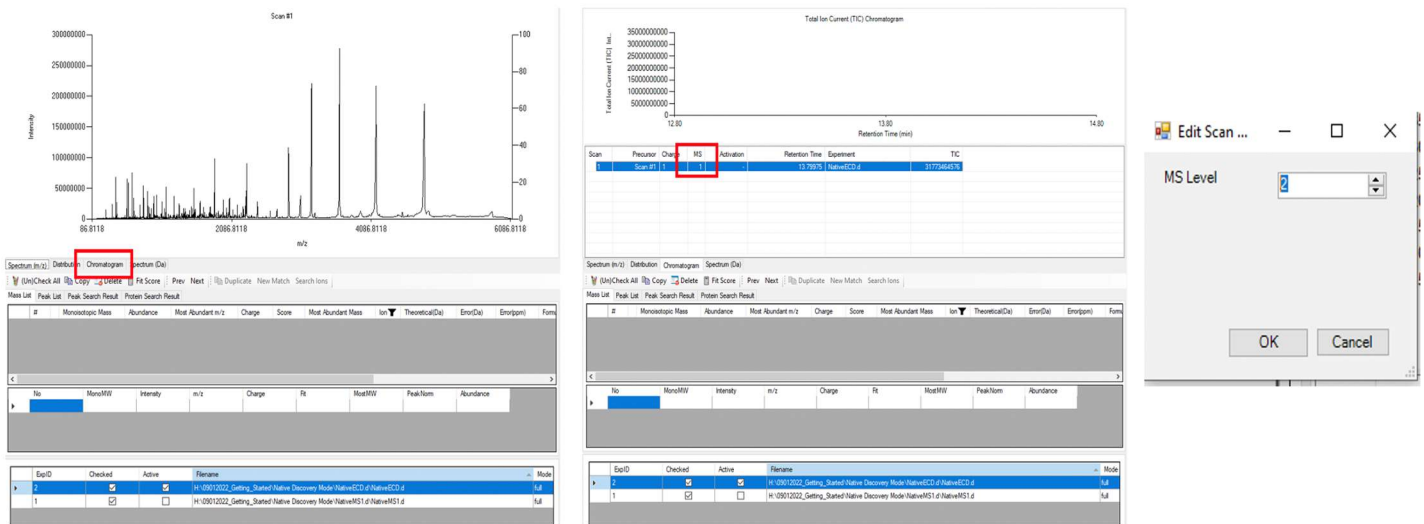 Scan #1
300000000
250000000
200000000
150000000
100000000
50000000
0
Intensity
100
80
60
40
20
0
86.8118 2086.8118 4086.8118 6086.8118
m/z
Spectrum (m/z) Distribution Chromatogram Spectrum (Da)
(Un)Check All Copy Delete Fit Score Prev Next Duplicate New Match Search Ions
Mass List Peak List Peak Search Result Protein Search Result
# Monoisotopic Mass Abundance Most Abundant m/z Charge Score Most Abundant Mass Ion Theoretical(Da) Error(Da) Error(ppm) Formu
No MonoMW Intensity m/z Charge Fit MostMW PeakNorm Abundance
ExpID Checked Active Filename Mode
2 H:\09012022_Getting_Started\Native Discovery Mode\NativeECD.d\NativeECD.d full
1 H:\09012022_Getting_Started\Native Discovery Mode\NativeMS1.d\NativeMS1.d full
Total Ion Current (TIC) Chromatogram
Total Ion Current (TIC) Int..
35000000000
30000000000
25000000000
20000000000
15000000000
10000000000
5000000000
0
12.80 13.80 14.80
Retention Time (min)
Scan Precursor Charge MS Activation Retention Time Experiment TIC
1 Scan #1 1 1 - 13.79975 NativeECD.d 31773464576
Spectrum (m/z) Distribution Chromatogram Spectrum (Da)
(Un)Check All Copy Delete Fit Score Prev Next Duplicate New Match Search Ions
Mass List Peak List Peak Search Result Protein Search Result
# Monoisotopic Mass Abundance Most Abundant m/z Charge Score Most Abundant Mass Ion Theoretical(Da) Error(Da) Error(ppm) Formu
No MonoMW Intensity m/z Charge Fit MostMW PeakNorm Abundance
ExpID Checked Active Filename Mode
2 H:\09012022_Getting_Started\Native Discovery Mode\NativeECD.d\NativeECD.d full
1 H:\09012022_Getting_Started\Native Discovery Mode\NativeMS1.d\NativeMS1.d full
Edit Scan ...
MS Level 2
OK Cancel